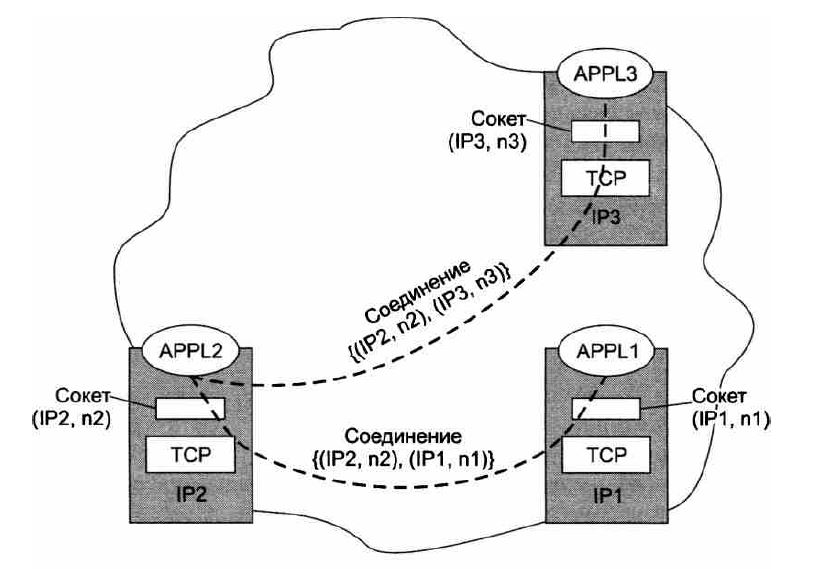 APPL3
Сокет
(IP3, n3)
TCP
IP3
Соединение
{(IP2, n2), (IP3, n3)}
APPL2
Сокет
(IP2, n2)
TCP
IP2
Соединение
{(IP2, n2), (IP1, n1)}
APPL1
Сокет
(IP1, n1)
TCP
IP1